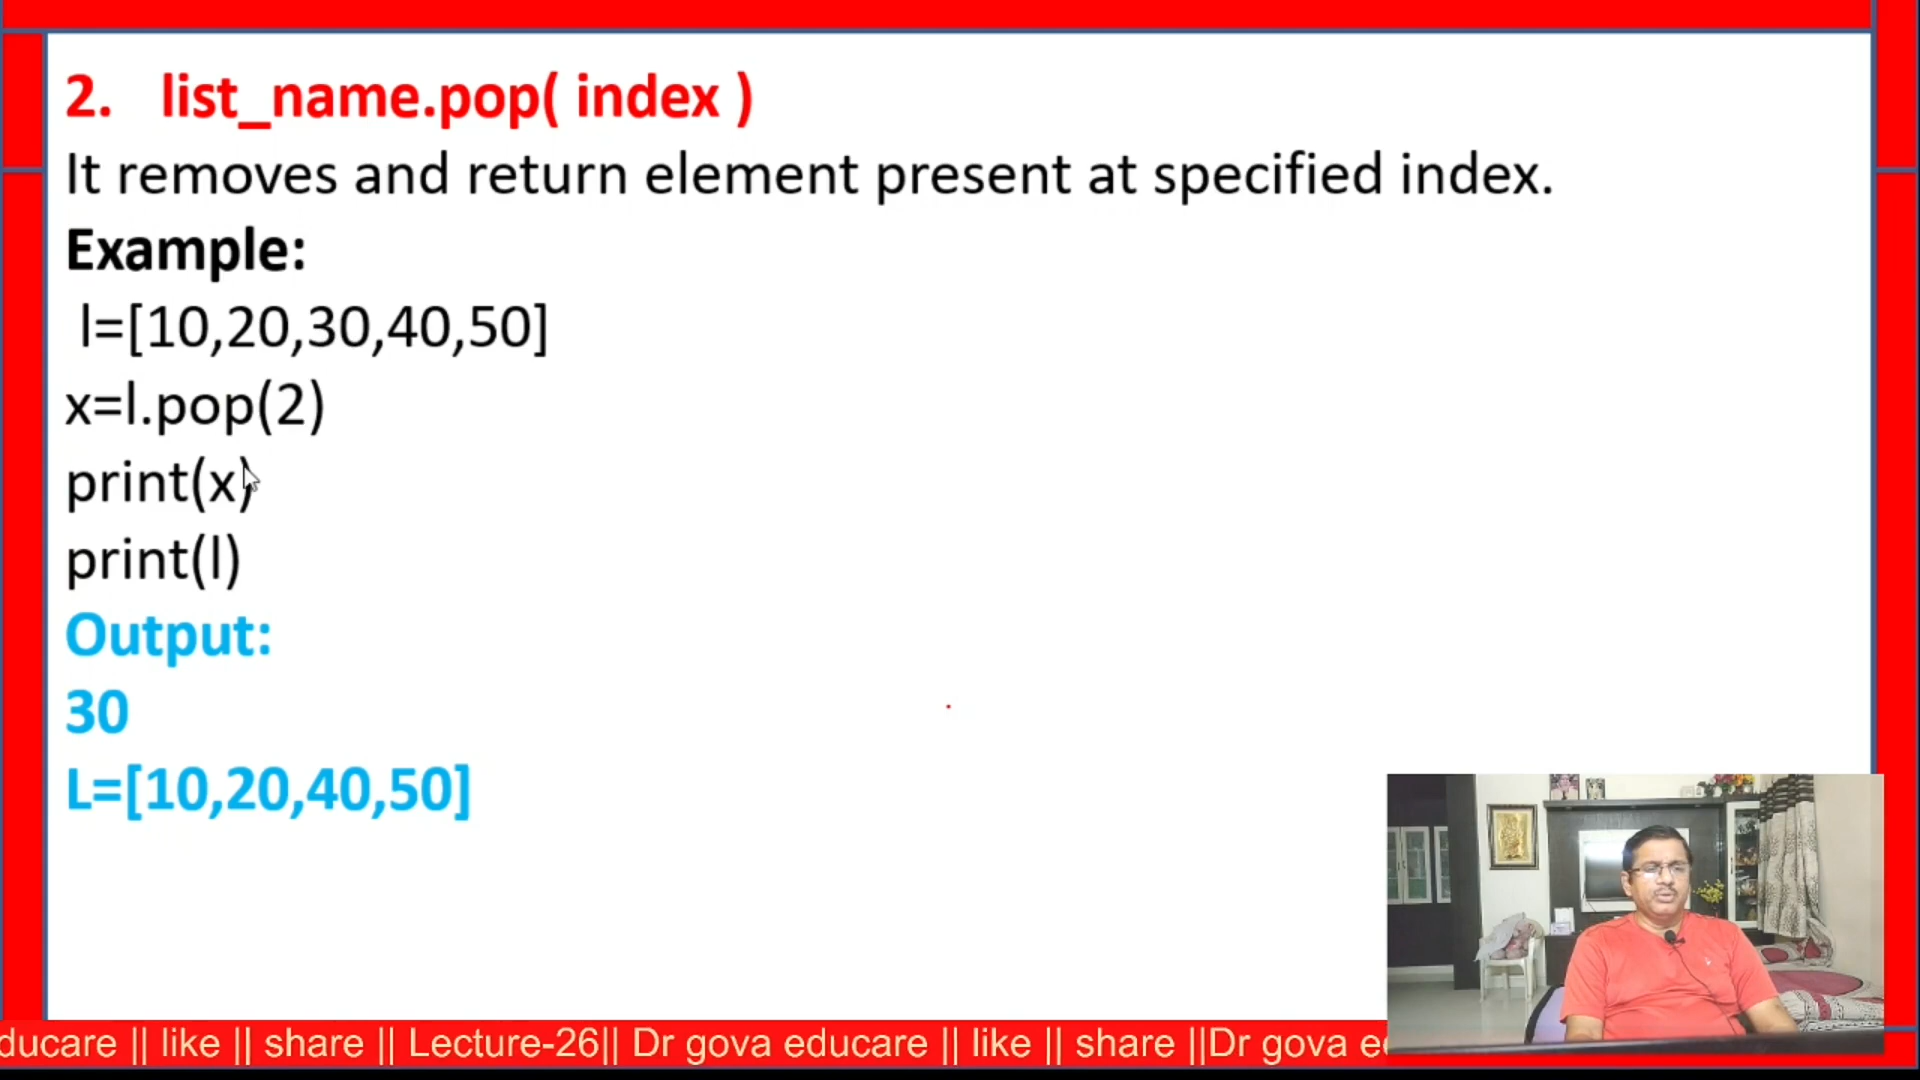 2. list_name.pop( index )
It removes and return element present at specified index.
Example:
l=[10,20,30,40,50]
x=l.pop(2)
print(x)
print(l)
Output:
30
L=[10,20,40,50]
ducare || like || share || Lecture-26|| Dr gova educare || like || share ||Dr gova e